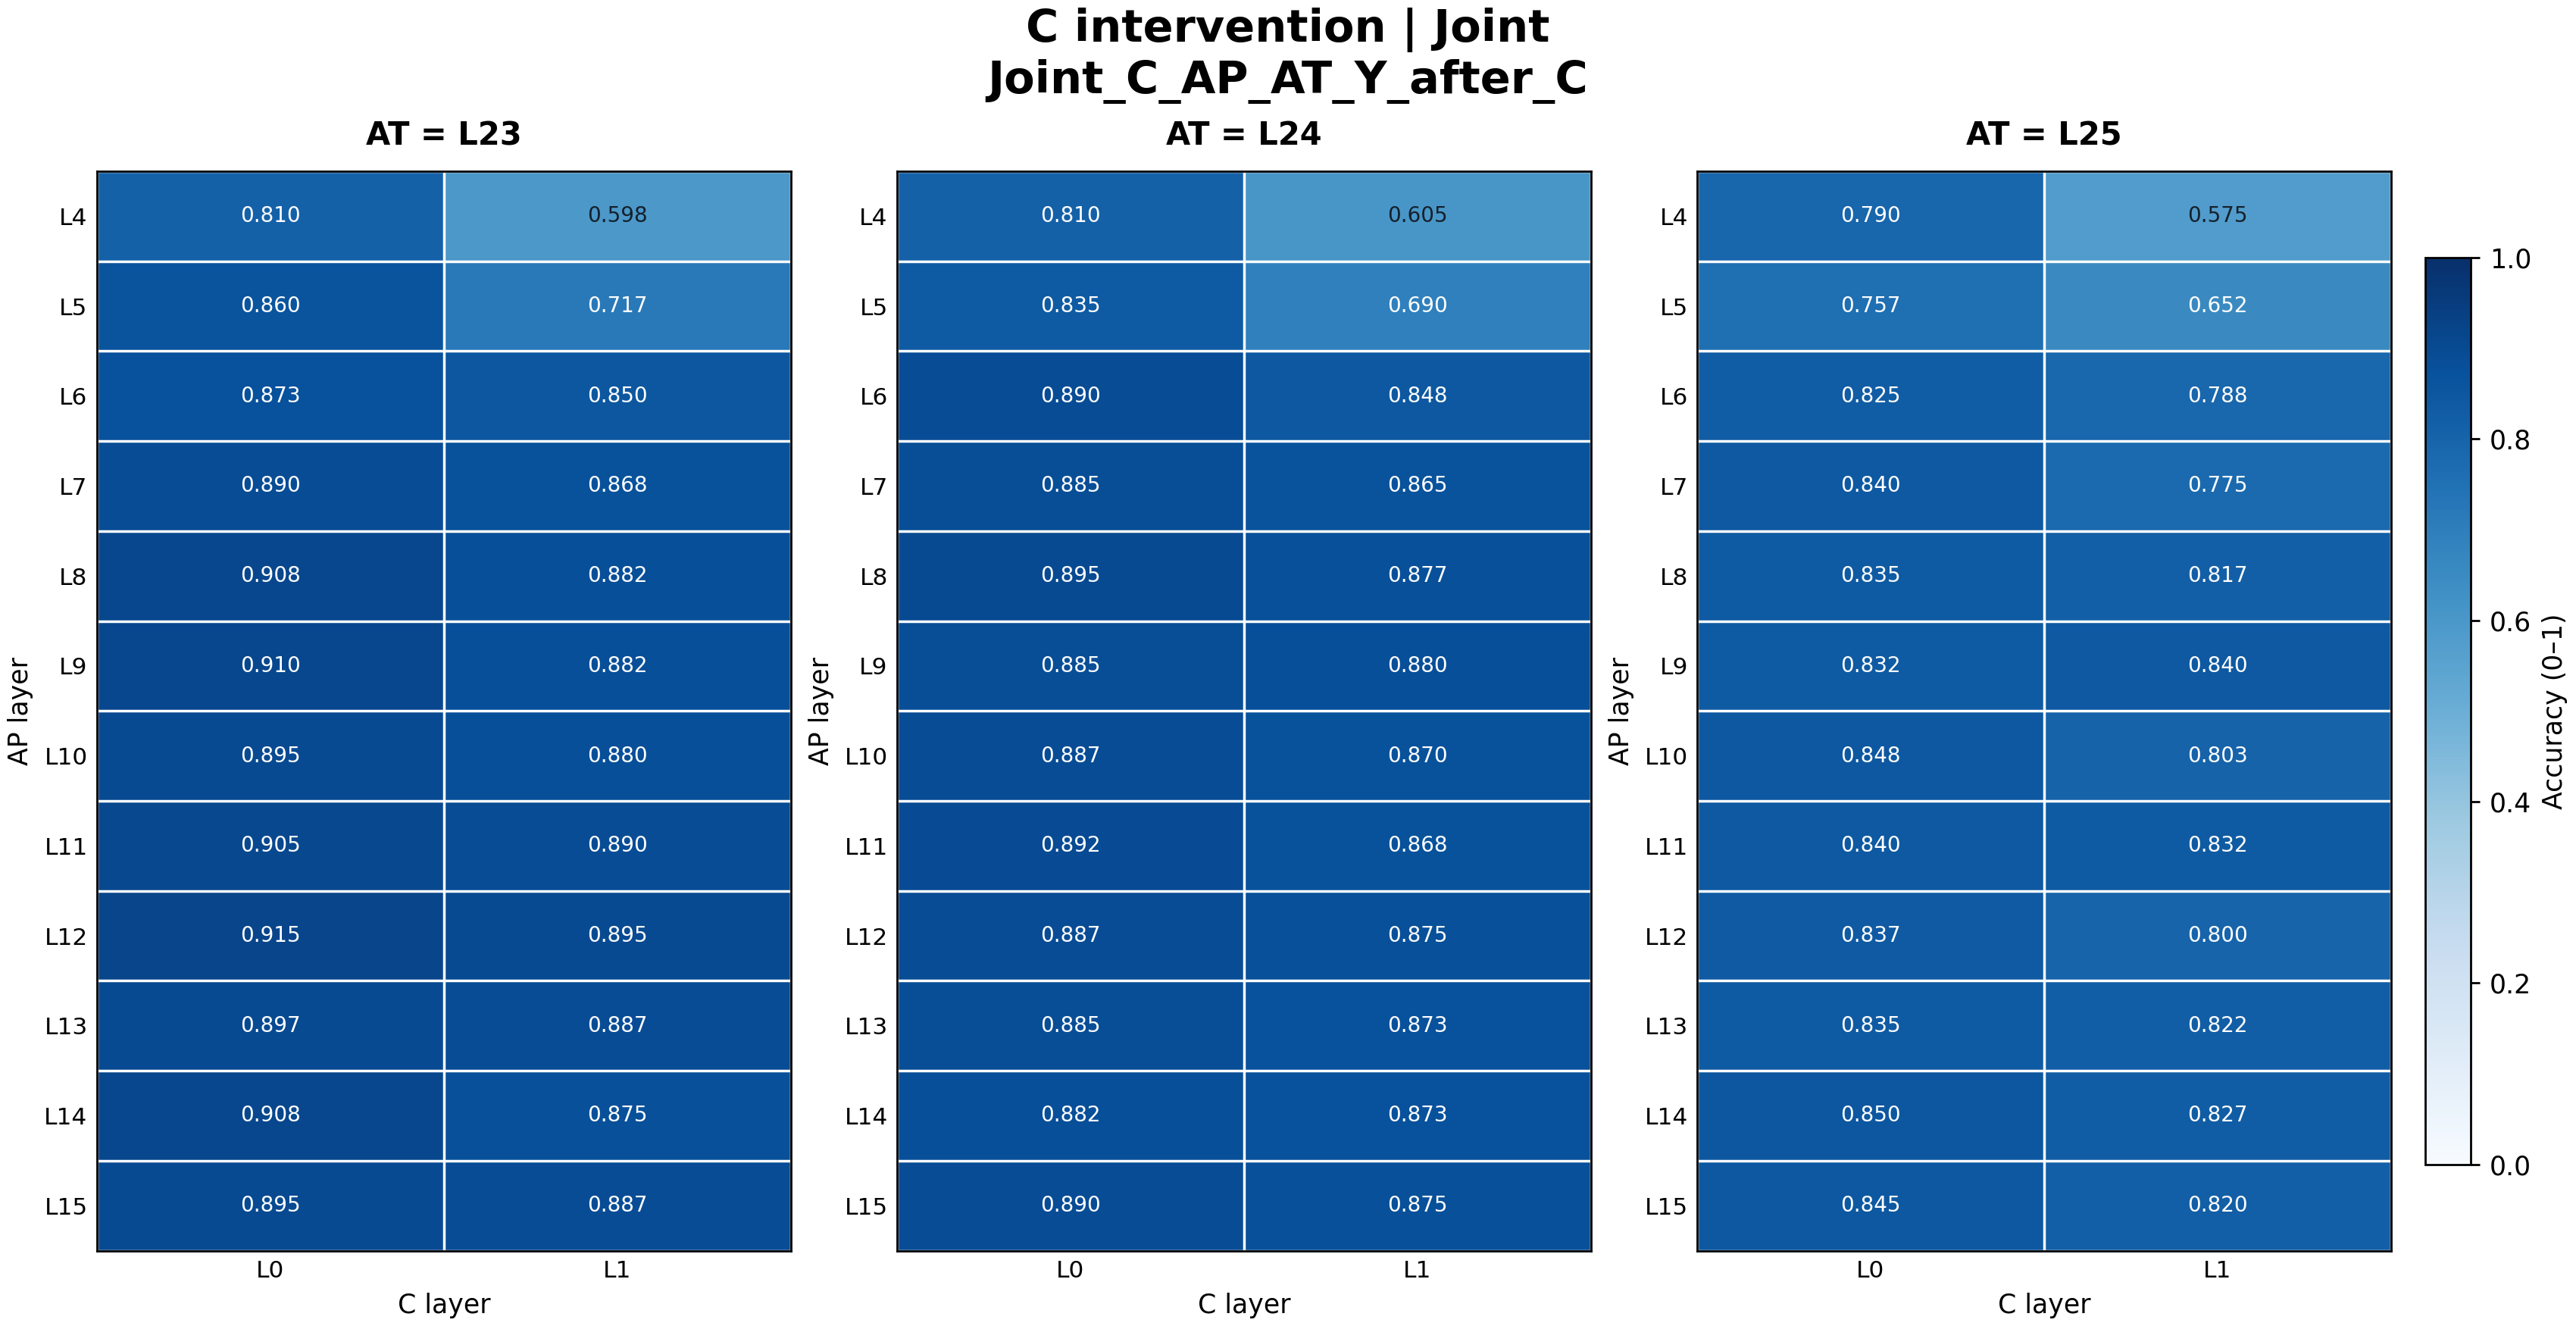 C intervention | Joint
Joint_C_AP_AT_Y_after_C
AT = L23
AP layer
L4 0.810 0.598
L5 0.860 0.717
L6 0.873 0.850
L7 0.890 0.868
L8 0.908 0.882
L9 0.910 0.882
L10 0.895 0.880
L11 0.905 0.890
L12 0.915 0.895
L13 0.897 0.887
L14 0.908 0.875
L15 0.895 0.887
L0 L1
C layer
AT = L24
AP layer
L4 0.810 0.605
L5 0.835 0.690
L6 0.890 0.848
L7 0.885 0.865
L8 0.895 0.877
L9 0.885 0.880
L10 0.887 0.870
L11 0.892 0.868
L12 0.887 0.875
L13 0.885 0.873
L14 0.882 0.873
L15 0.890 0.875
L0 L1
C layer
AT = L25
AP layer
L4 0.790 0.575
L5 0.757 0.652
L6 0.825 0.788
L7 0.840 0.775
L8 0.835 0.817
L9 0.832 0.840
L10 0.848 0.803
L11 0.840 0.832
L12 0.837 0.800
L13 0.835 0.822
L14 0.850 0.827
L15 0.845 0.820
L0 L1
C layer
1.0
0.8
0.6
0.4
0.2
0.0
Accuracy (0–1)